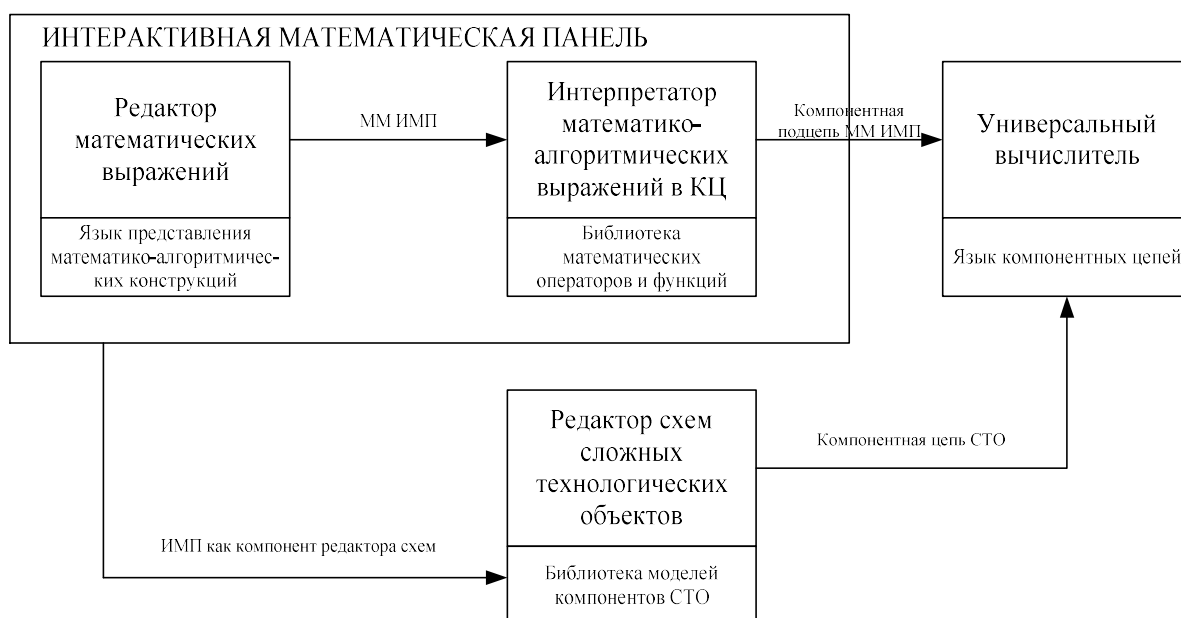 ИНТЕРАКТИВНАЯ МАТЕМАТИЧЕСКАЯ ПАНЕЛЬ
Редактор
математических
выражений
Язык представления
математико-алгоритмичес-
ких конструкций
ММ ИМП
Интерпретатор
математико-
алгоритмических
выражений в КЦ
Библиотека
математических
операторов и функций
Компонентная
подцепь ММ ИМП
Универсальный
вычислитель
Язык компонентных цепей
Редактор схем
сложных
технологических
объектов
Библиотека моделей
компонентов СТО
Компонентная цепь СТО
ИМП как компонент редактора схем